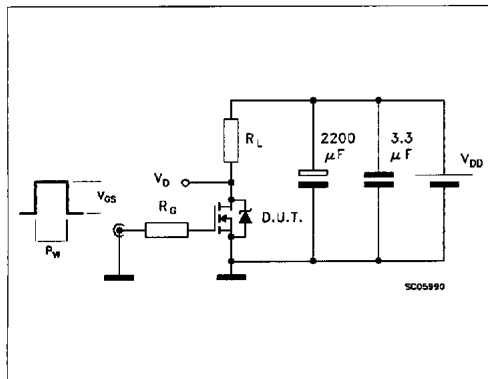 R_L
2200
μF
3.3
μF
V_DD
V_D
V_GS
R_G
D.U.T.
P_W
SC05990